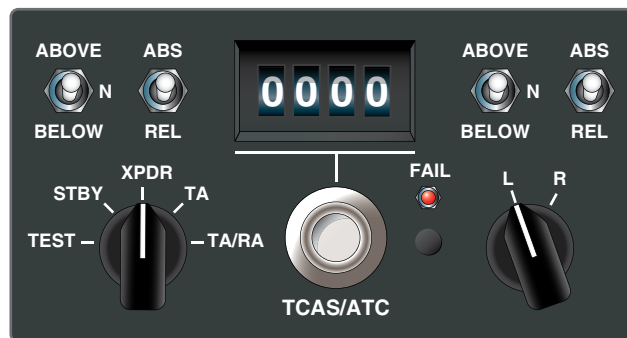 ABOVE
ABS
N
BELOW
REL
0000
ABOVE
ABS
N
BELOW
REL
XPDR
STBY
TA
TEST
TA/RA
TCAS/ATC
FAIL
L
R